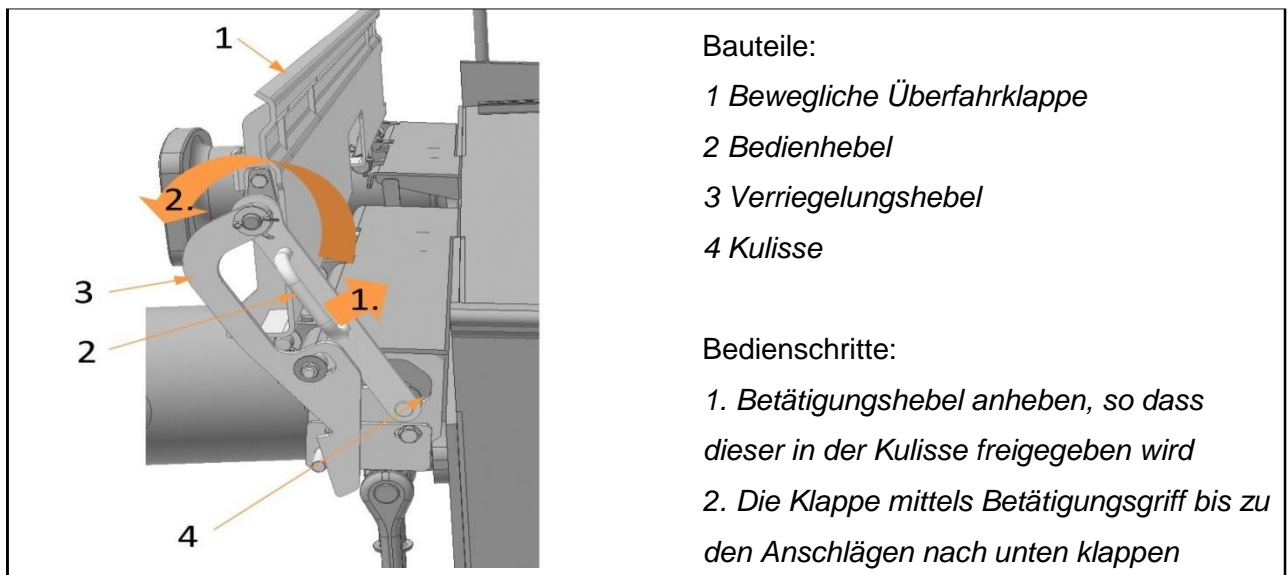 1
2.
3
1.
2
4
Bauteile:
1 Bewegliche Überfahrklappe
2 Bedienhebel
3 Verriegelungshebel
4 Kulisse
Bedienschritte:
1. Betätigungshebel anheben, so dass
dieser in der Kulisse freigegeben wird
2. Die Klappe mittels Betätigungsgriff bis zu
den Anschlägen nach unten klappen